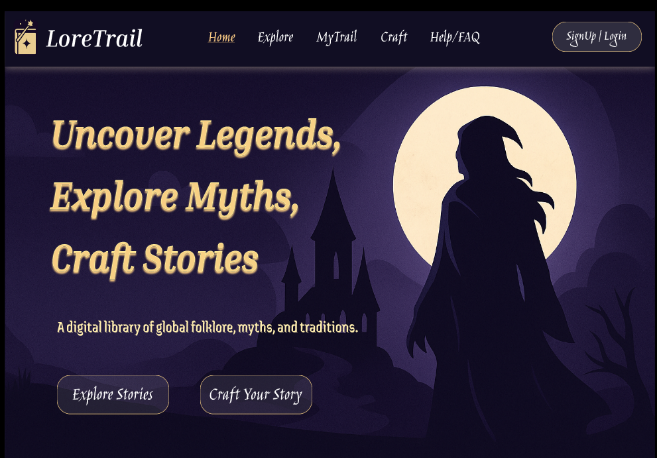 LoreTrail
Home Explore MyTrail Craft Help/FAQ
SignUp | Login
Uncover Legends,
Explore Myths,
Craft Stories
A digital library of global folklore, myths, and traditions.
Explore Stories
Craft Your Story